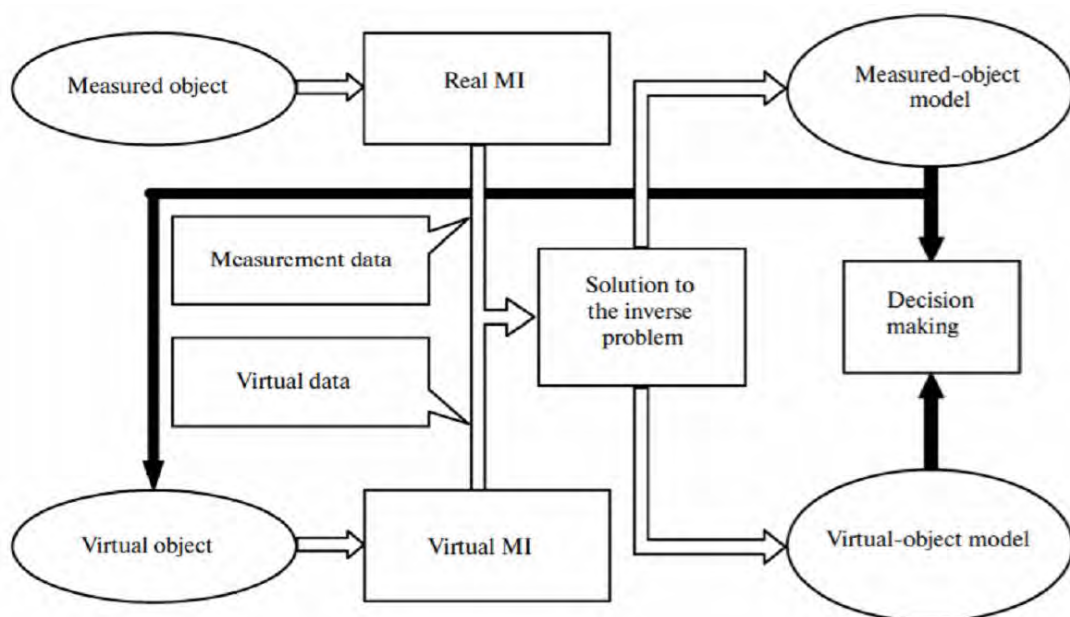 Measured object
Real MI
Measured-object
model
Measurement data
Solution to
the inverse
problem
Decision
making
Virtual data
Virtual object
Virtual MI
Virtual-object model